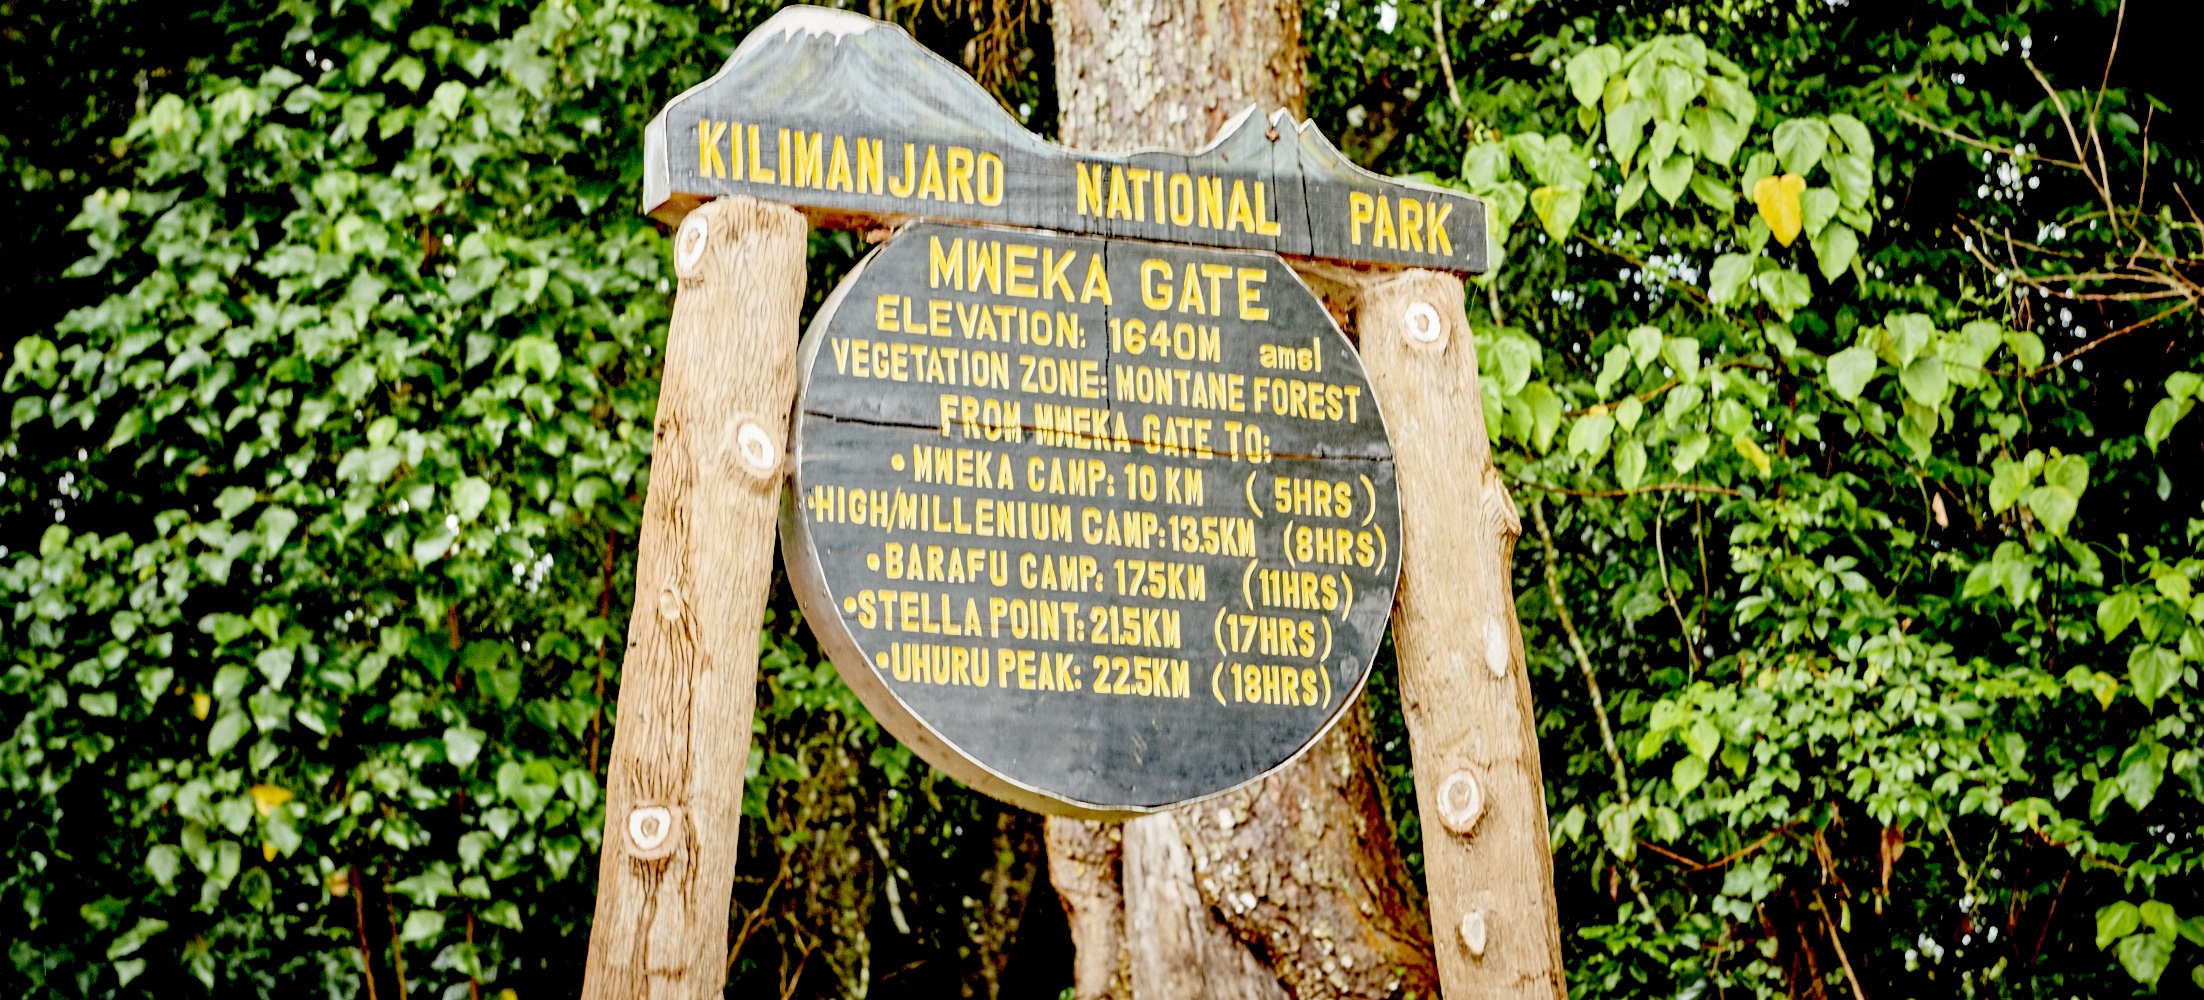 KILIMANJARO NATIONAL PARK
MWEKA GATE
ELEVATION: 1640M amsl
VEGETATION ZONE: MONTANE FOREST
FROM MWEKA GATE TO:
•MWEKA CAMP: 10 KM ( 5HRS )
•HIGH/MILLENIUM CAMP: 13.5KM (8HRS)
•BARAFU CAMP: 17.5KM (11HRS)
•STELLA POINT: 21.5KM (17HRS)
•UHURU PEAK: 22.5KM (18HRS)